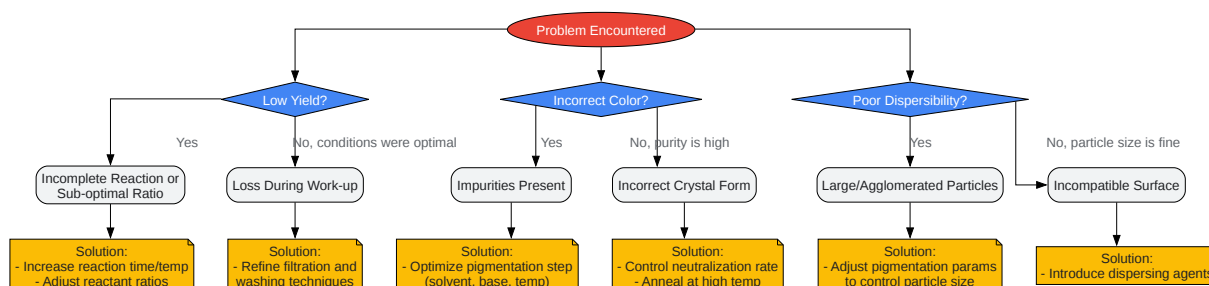 Problem Encountered
Low Yield?
Incorrect Color?
Poor Dispersibility?
Yes
No, conditions were optimal
Yes
No, purity is high
Yes
No, particle size is fine
Incomplete Reaction or
Sub-optimal Ratio
Loss During Work-up
Impurities Present
Incorrect Crystal Form
Large/Agglomerated Particles
Incompatible Surface
Solution:
- Increase reaction time/temp
- Adjust reactant ratios
Solution:
- Refine filtration and
washing techniques
Solution:
- Optimize pigmentation step
(solvent, base, temp)
Solution:
- Control neutralization rate
- Anneal at high temp
Solution:
- Adjust pigmentation params
to control particle size
Solution:
- Introduce dispersing agents